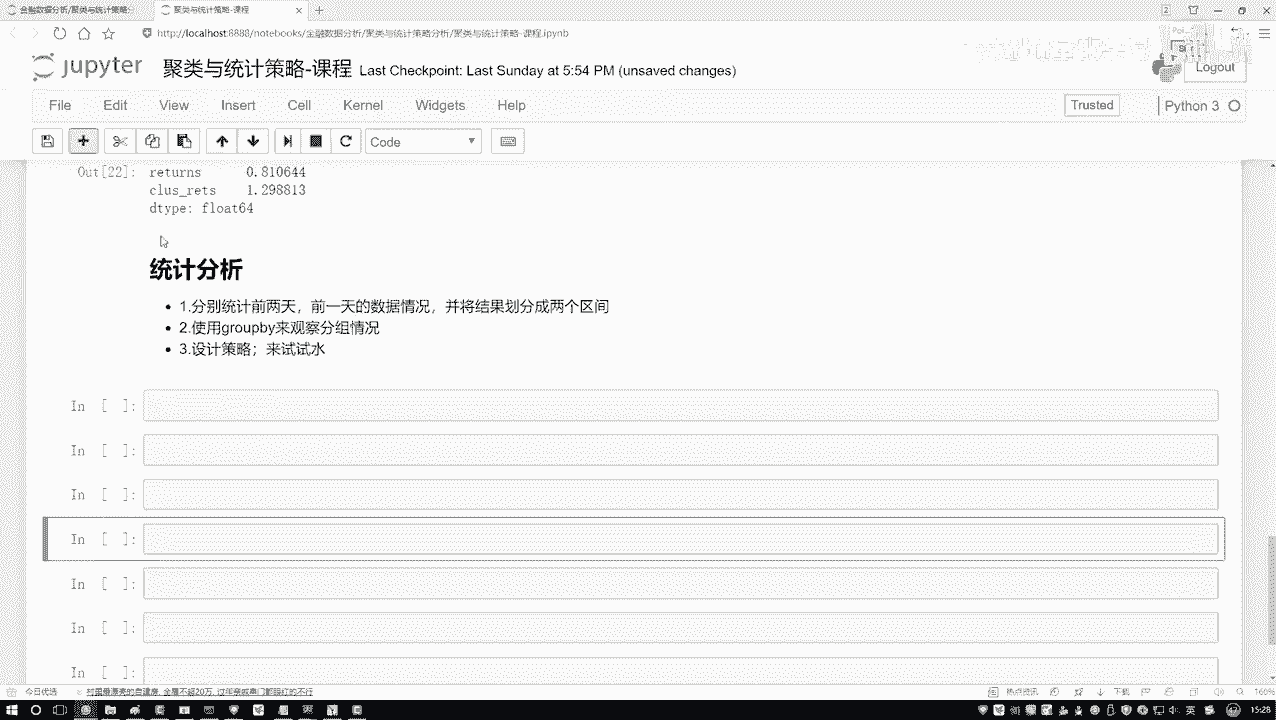 金融数据分析/聚类与统计策略分
聚类与统计策略-课程
http://localhost:8888/notebooks/金融数据分析/聚类与统计策略分析/聚类与统计策略-课程.ipynb
jupyter 聚类与统计策略-课程 Last Checkpoint: Last Sunday at 5:54 PM (unsaved changes)
Logout
File Edit View Insert Cell Kernel Widgets Help
Trusted Python 3
Code
Out[22]: returns 0.810644
clus_rets 1.298813
dtype: float64
统计分析
1.分别统计前两天，前一天的数据情况，并将结果划分成两个区间
2.使用groupby来观察分组情况
3.设计策略；来试试水
In [ ]:
In [ ]:
In [ ]:
In [ ]:
In [ ]:
In [ ]:
In [ ]:
今日优选
热点资讯 下载 160%
英 15:28